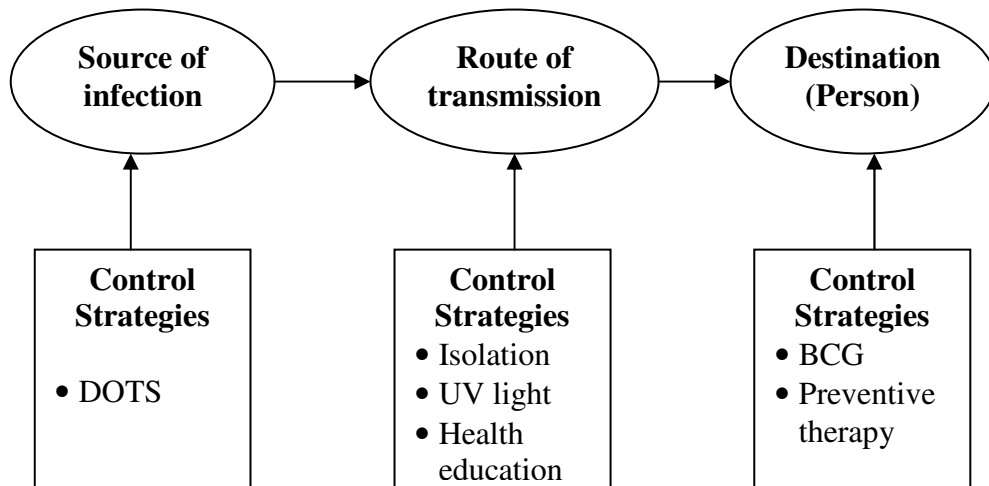 Source of
infection
Route of
transmission
Destination
(Person)
Control
Strategies
• DOTS
Control
Strategies
• Isolation
• UV light
• Health
education
Control
Strategies
• BCG
• Preventive
therapy